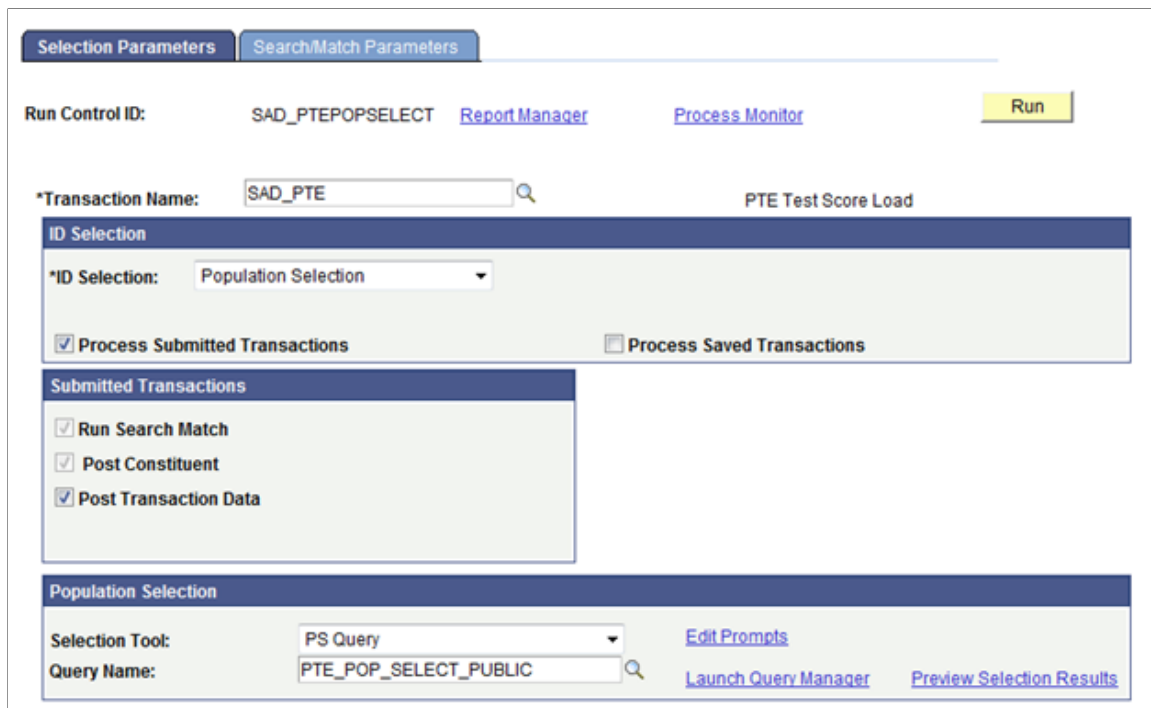 Selection Parameters Search/Match Parameters
Run Control ID: SAD_PTEPOPSELECT Report Manager Process Monitor Run
*Transaction Name: SAD_PTE PTE Test Score Load
ID Selection
*ID Selection: Population Selection
Process Submitted Transactions Process Saved Transactions
Submitted Transactions
Run Search Match
Post Constituent
Post Transaction Data
Population Selection
Selection Tool: PS Query Edit Prompts
Query Name: PTE_POP_SELECT_PUBLIC Launch Query Manager Preview Selection Results